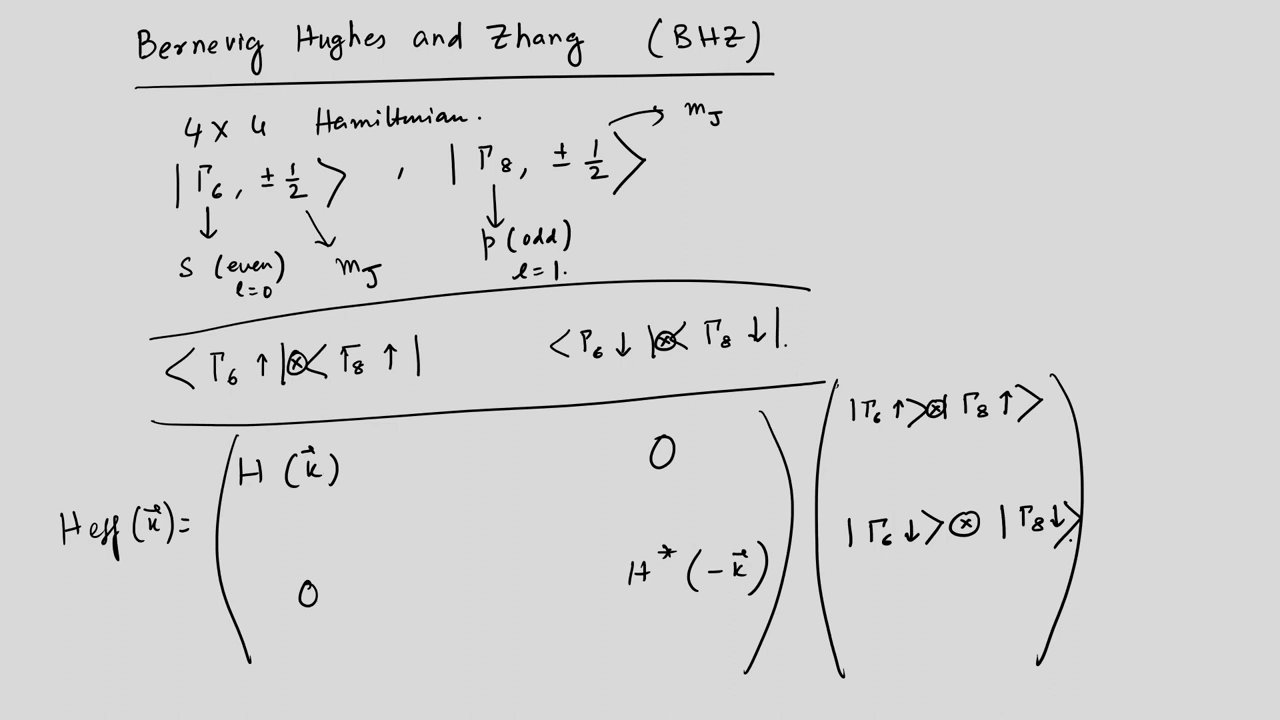 Bernevig Hughes and Zhang (BHZ)
4 x 4 Hamiltonian.
|Γ6, ± 1/2⟩ , |Γ8, ± 1/2⟩ → mJ
↓ ↘ ↓
s (even) mJ p (odd)
l=0 l=1.
< Γ6 ↑|⊗< Γ8 ↑| < Γ6 ↓|⊗< Γ8 ↓|.
Heff(k⃗) = ( H(k⃗) 0 ) ( |Γ6 ↑>⊗|Γ8 ↑> )
( 0 H*(-k⃗) ) ( |Γ6 ↓>⊗|Γ8 ↓> )